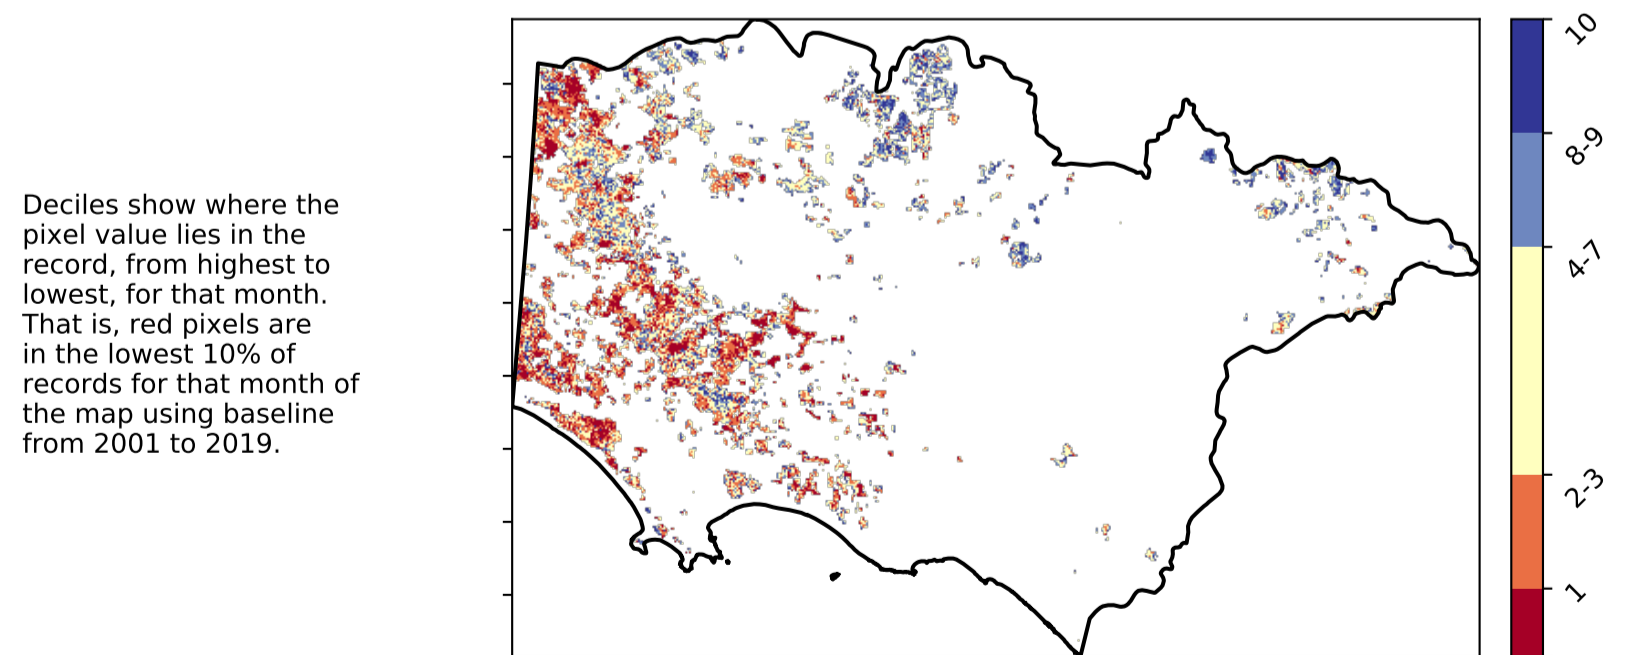 Deciles show where the
pixel value lies in the
record, from highest to
lowest, for that month.
That is, red pixels are
in the lowest 10% of
records for that month of
the map using baseline
from 2001 to 2019.
10
8-9
4-7
2-3
1